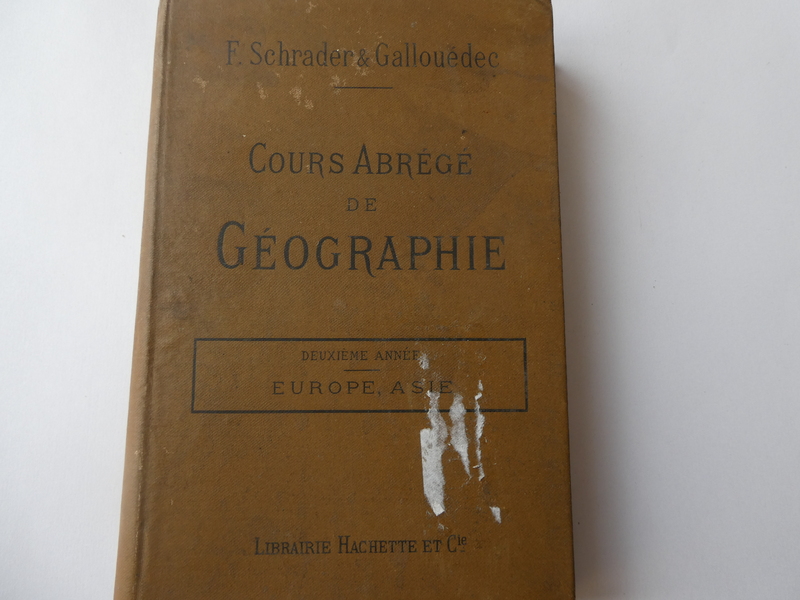 F. Schrader & Gallouédec
COURS ABRÉGÉ
DE
GÉOGRAPHIE
DEUXIÈME ANNÉE
EUROPE, ASIE
LIBRAIRIE HACHETTE ET Cie